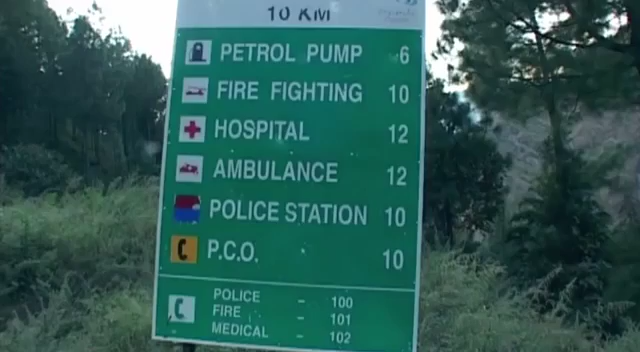 10 KM
PETROL PUMP 6
FIRE FIGHTING 10
HOSPITAL 12
AMBULANCE 12
POLICE STATION 10
P.C.O. 10
POLICE - 100
FIRE - 101
MEDICAL - 102